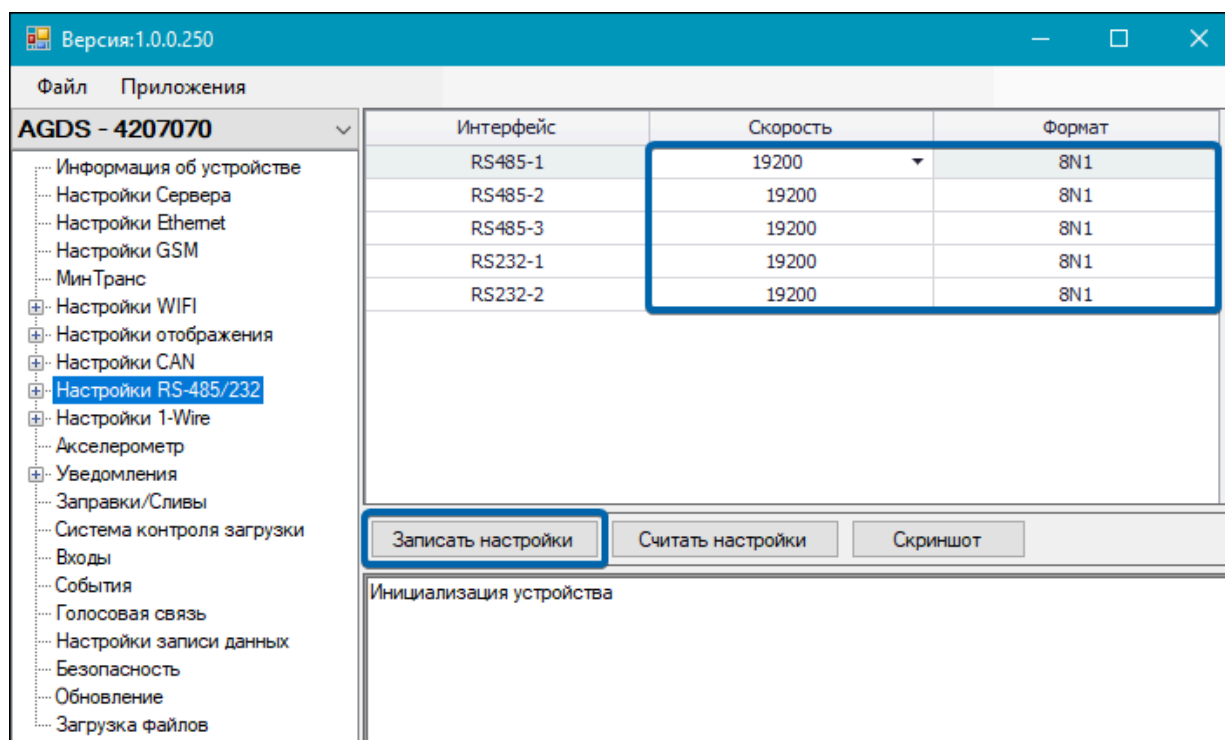 Версия:1.0.0.250
Файл Приложения
AGDS - 4207070
Информация об устройстве
Настройки Сервера
Настройки Ethernet
Настройки GSM
МинТранс
Настройки WIFI
Настройки отображения
Настройки CAN
Настройки RS-485/232
Настройки 1-Wire
Акселерометр
Уведомления
Заправки/Сливы
Система контроля загрузки
Входы
События
Голосовая связь
Настройки записи данных
Безопасность
Обновление
Загрузка файлов
Интерфейс Скорость Формат
RS485-1 19200 8N1
RS485-2 19200 8N1
RS485-3 19200 8N1
RS232-1 19200 8N1
RS232-2 19200 8N1
Записать настройки Считать настройки Скриншот
Инициализация устройства